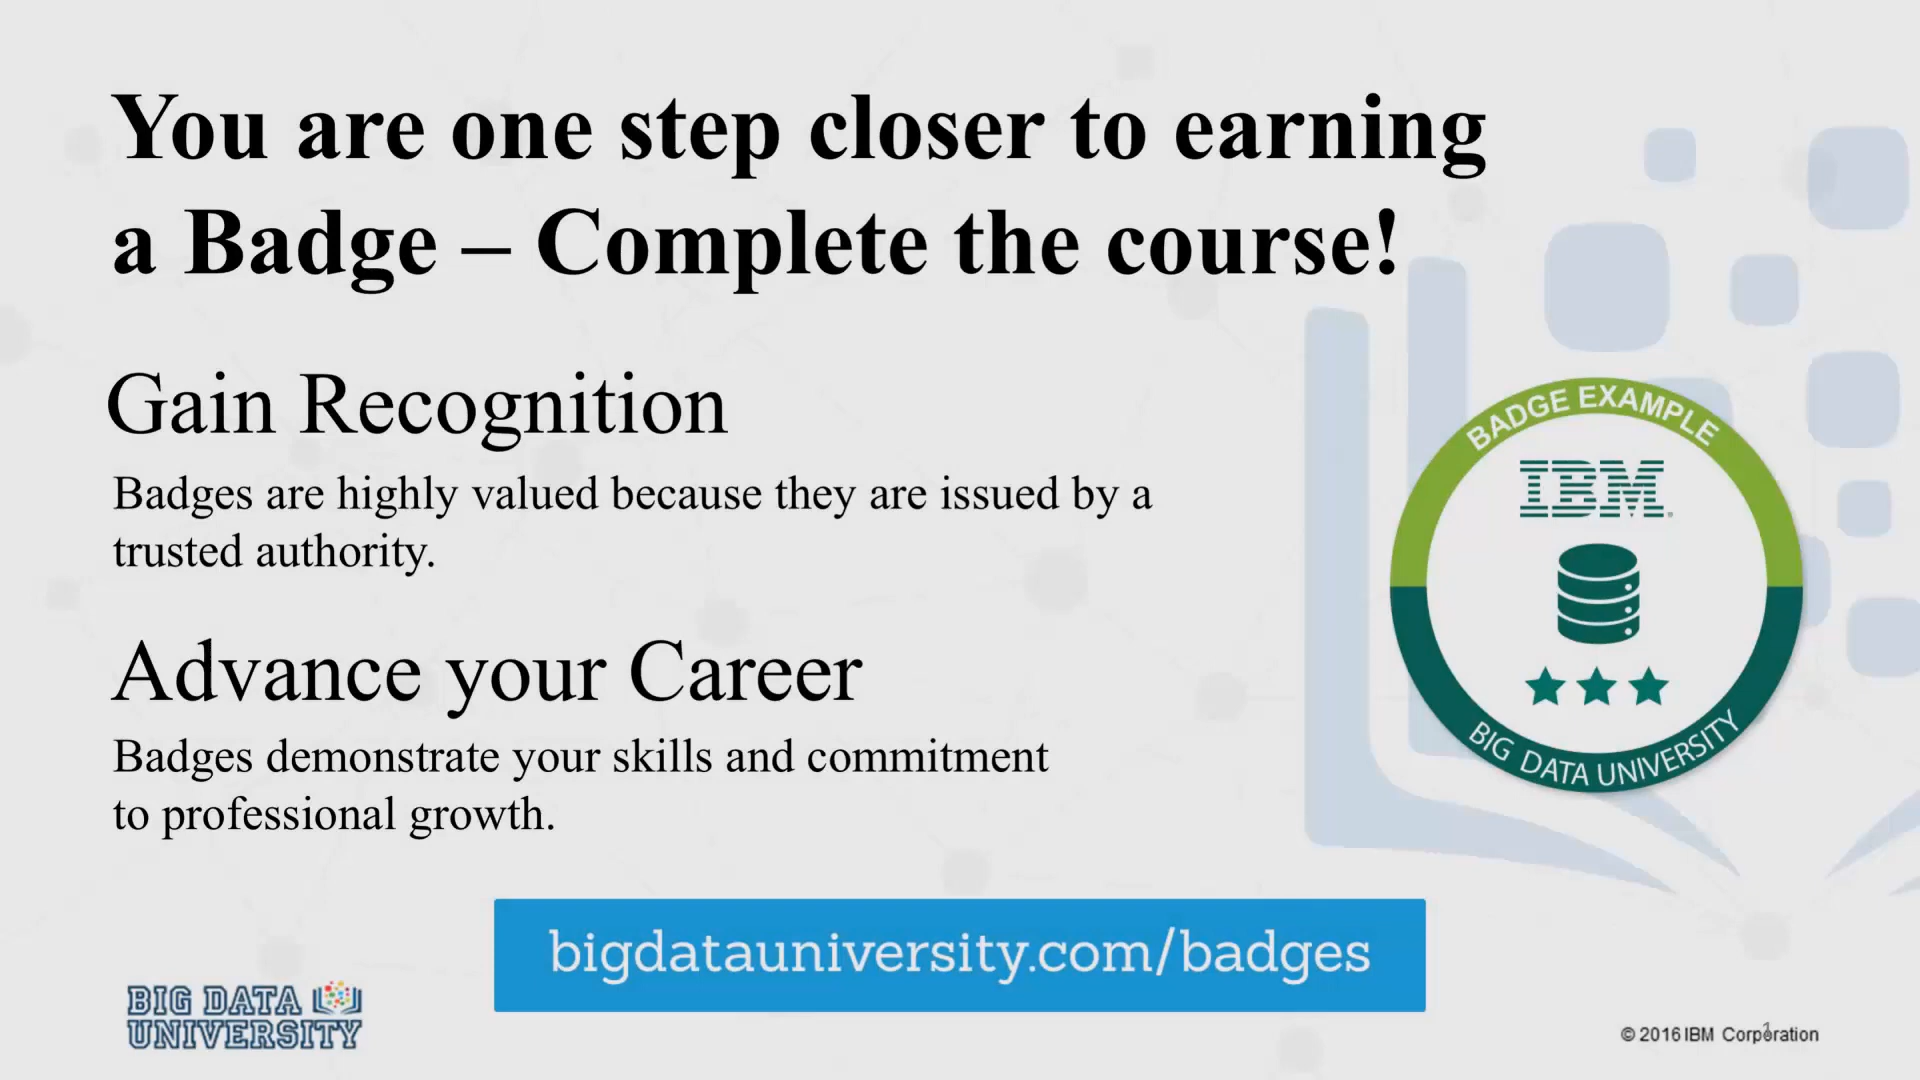 You are one step closer to earning
a Badge – Complete the course!
Gain Recognition
Badges are highly valued because they are issued by a
trusted authority.
Advance your Career
Badges demonstrate your skills and commitment
to professional growth.
BADGE EXAMPLE
IBM
BIG DATA UNIVERSITY
bigdatauniversity.com/badges
BIG DATA
UNIVERSITY
© 2016 IBM Corporation